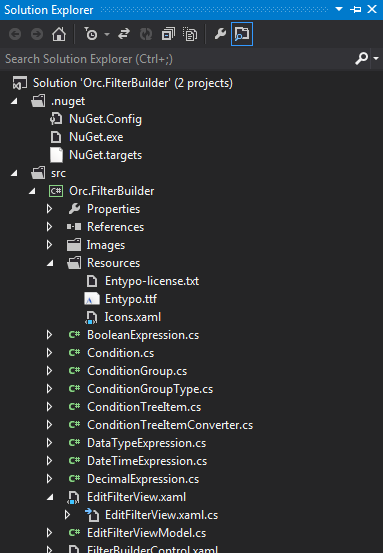 Solution Explorer
Search Solution Explorer (Ctrl+;)
Solution 'Orc.FilterBuilder' (2 projects)
.nuget
NuGet.Config
NuGet.exe
NuGet.targets
src
C# Orc.FilterBuilder
Properties
References
Images
Resources
Entypo-license.txt
A Entypo.ttf
Icons.xaml
C# BooleanExpression.cs
C# Condition.cs
C# ConditionGroup.cs
C# ConditionGroupType.cs
C# ConditionTreeItem.cs
C# ConditionTreeItemConverter.cs
C# DataTypeExpression.cs
C# DateTimeExpression.cs
C# DecimalExpression.cs
EditFilterView.xaml
EditFilterView.xaml.cs
C# EditFilterViewModel.cs
FilterBuilderControl.xaml